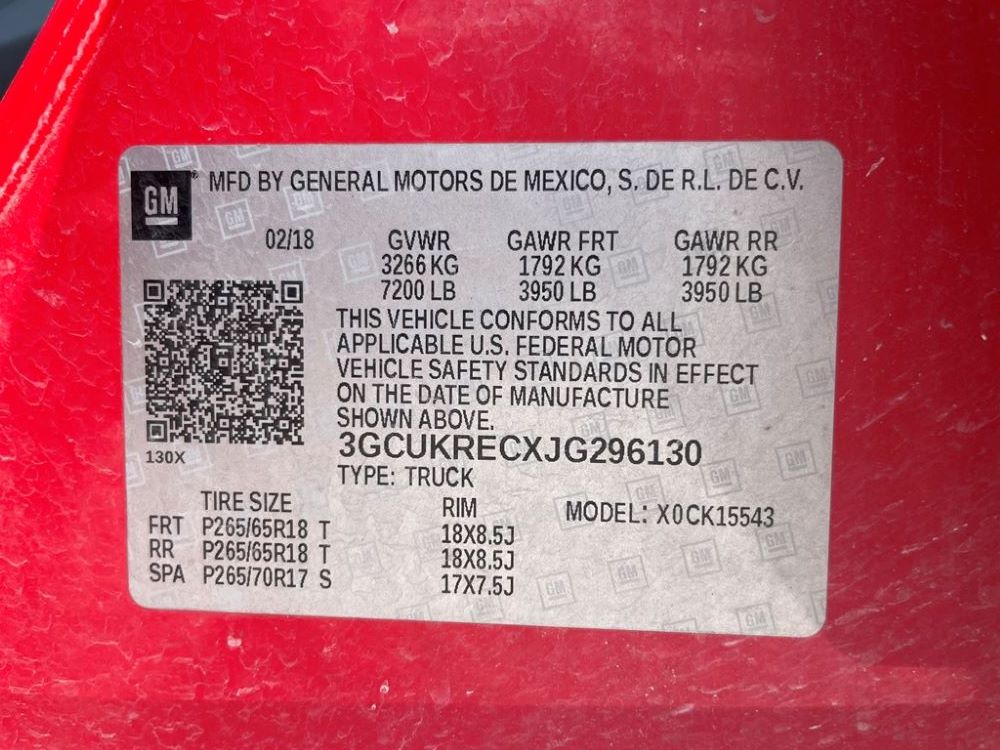 GM® MFD BY GENERAL MOTORS DE MEXICO, S. DE R.L. DE C.V.
02/18 GVWR GAWR FRT GAWR RR
3266 KG 1792 KG 1792 KG
7200 LB 3950 LB 3950 LB
THIS VEHICLE CONFORMS TO ALL
APPLICABLE U.S. FEDERAL MOTOR
VEHICLE SAFETY STANDARDS IN EFFECT
ON THE DATE OF MANUFACTURE
SHOWN ABOVE.
3GCUKRECXJG296130
130X
TYPE: TRUCK
TIRE SIZE RIM MODEL: X0CK15543
FRT P265/65R18 T 18X8.5J
RR P265/65R18 T 18X8.5J
SPA P265/70R17 S 17X7.5J